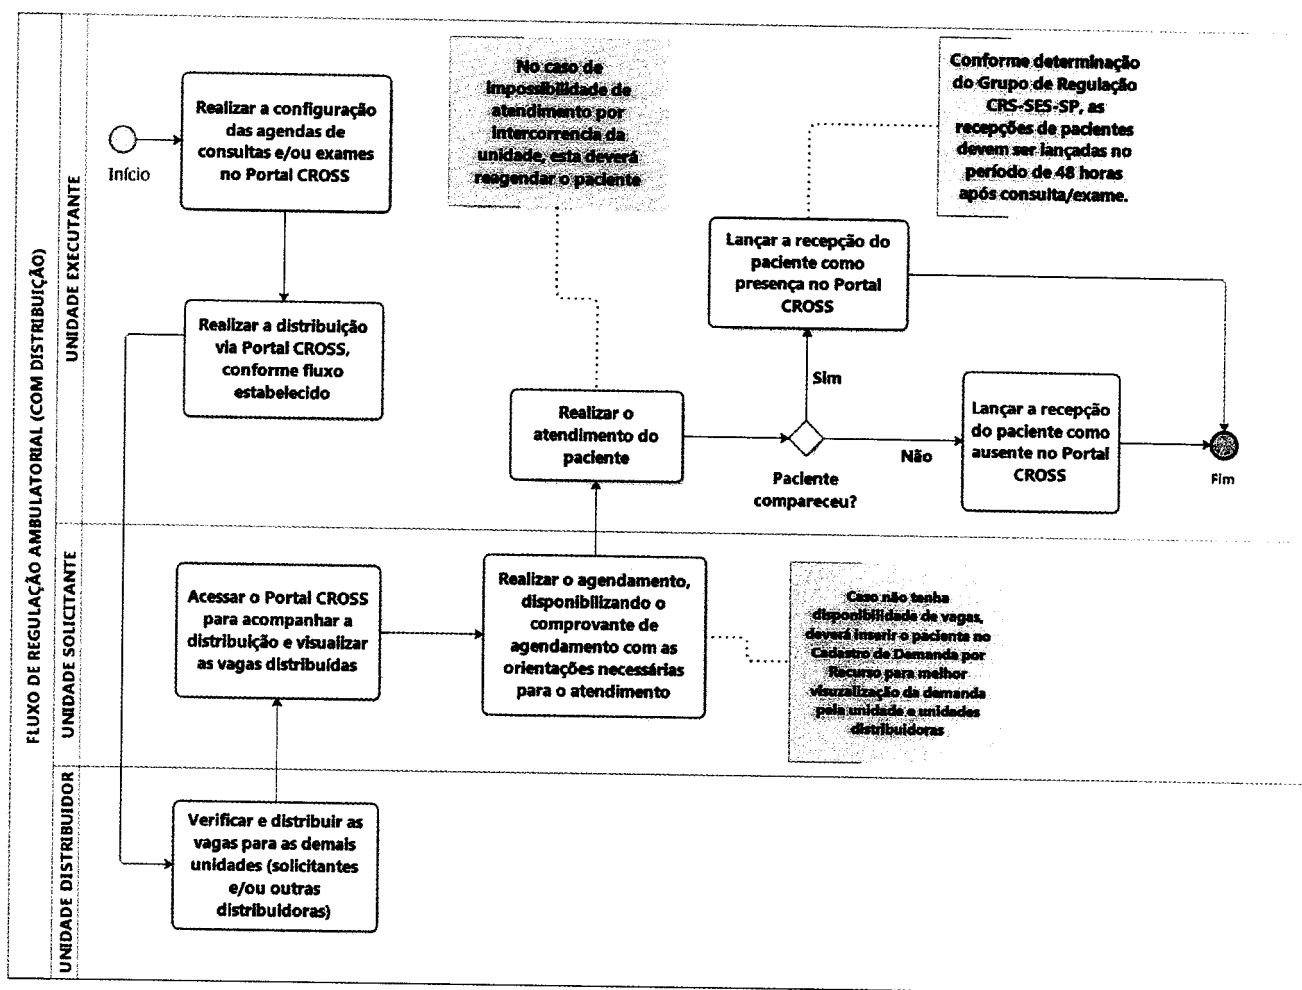 FLUXO DE REGULAÇÃO AMBULATORIAL (COM DISTRIBUIÇÃO)
UNIDADE EXECUTANTE
Início
Realizar a configuração
das agendas de
consultas e/ou exames
no Portal CROSS
Realizar a distribuição
via Portal CROSS,
conforme fluxo
estabelecido
No caso de
impossibilidade de
atendimento por
intercorrencia da
unidade, esta deverá
reagendar o paciente
Realizar o
atendimento do
paciente
Paciente
compareceu?
Sim
Não
Lançar a recepção do
paciente como
presença no Portal
CROSS
Conforme determinação
do Grupo de Regulação
CRS-SES-SP, as
recepções de pacientes
devem ser lançadas no
período de 48 horas
após consulta/exame.
Lançar a recepção
do paciente como
ausente no Portal
CROSS
Fim
UNIDADE SOLICITANTE
Acessar o Portal CROSS
para acompanhar a
distribuição e visualizar
as vagas distribuídas
Realizar o agendamento,
disponibilizando o
comprovante de
agendamento com as
orientações necessárias
para o atendimento
Caso não tenha
disponibilidade de vagas,
deverá inserir o paciente no
Cadastro de Demanda por
Recurso para melhor
visuzalização da demanda
pela unidade e unidades
distribuidoras
UNIDADE DISTRIBUIDOR
Verificar e distribuir as
vagas para as demais
unidades (solicitantes
e/ou outras
distribuidoras)